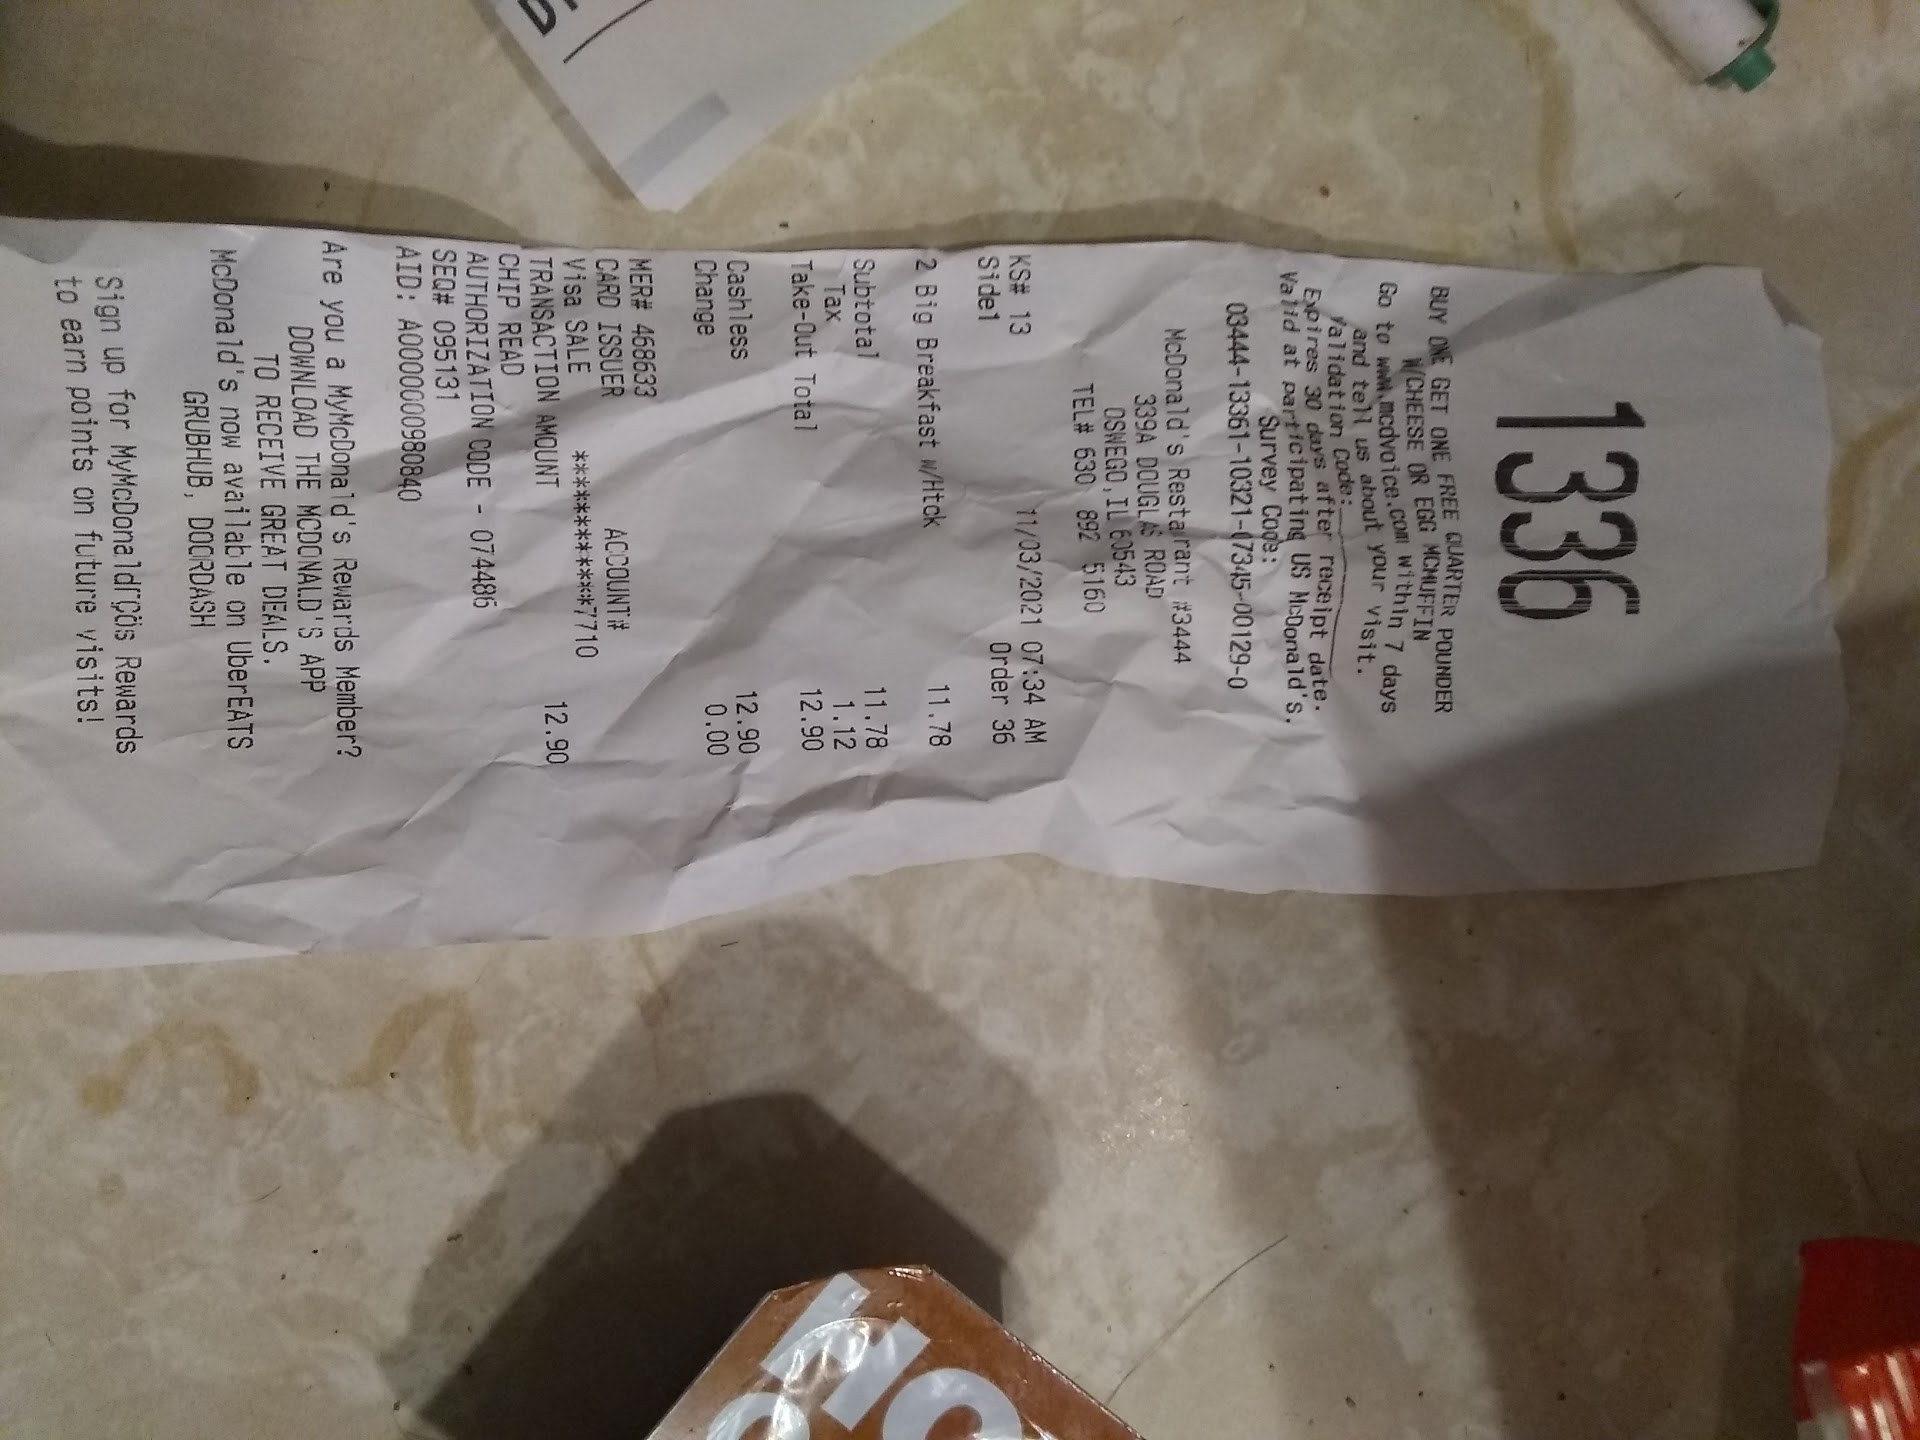 1336
BUY ONE GET ONE FREE QUARTER POUNDER
W/CHEESE OR EGG MCMUFFIN
Go to www.mcdvoice.com within 7 days
and tell us about your visit.
Validation Code:
Expires 30 days after receipt date.
Valid at participating US McDonald's.
Survey Code:
03444-13361-10321-07345-00129-0
McDonald's Restaurant #3444
339A DOUGLAS ROAD
OSWEGO,IL 60543
TEL# 630 892 5160
KS# 13 11/03/2021 07:34 AM
Side1 Order 36
2 Big Breakfast w/Htck 11.78
Subtotal 11.78
Tax 1.12
Take-Out Total 12.90
Cashless 12.90
Change 0.00
MER# 468633
CARD ISSUER ACCOUNT#
Visa SALE ************7710
TRANSACTION AMOUNT 12.90
CHIP READ
AUTHORIZATION CODE - 074486
SEQ# 095131
AID: A0000000980840
Are you a MyMcDonald's Rewards Member?
DOWNLOAD THE MCDONALD'S APP
TO RECEIVE GREAT DEALS.
McDonald's now available on UberEATS
GRUBHUB, DOORDASH
Sign up for MyMcDonaldΓÇÖs Rewards
to earn points on future visits!